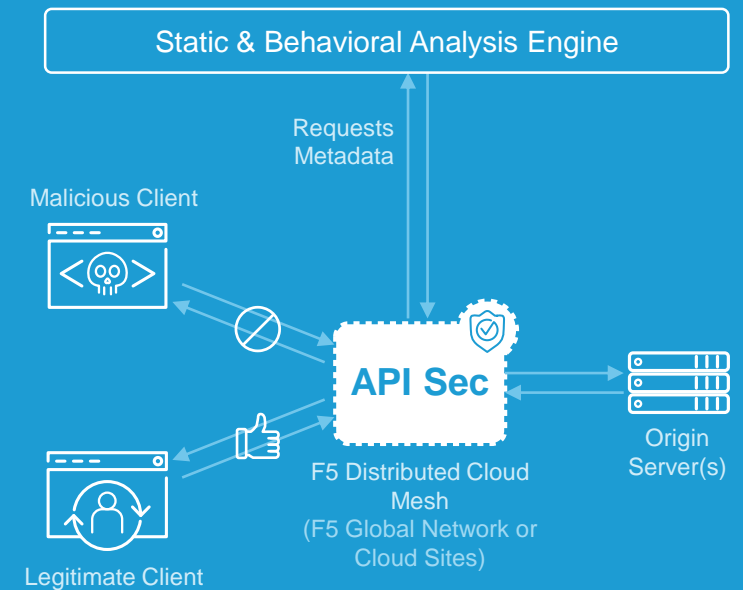 Static & Behavioral Analysis Engine
Requests
Metadata
Malicious Client
API Sec
Origin
Server(s)
F5 Distributed Cloud
Mesh
(F5 Global Network or
Cloud Sites)
Legitimate Client